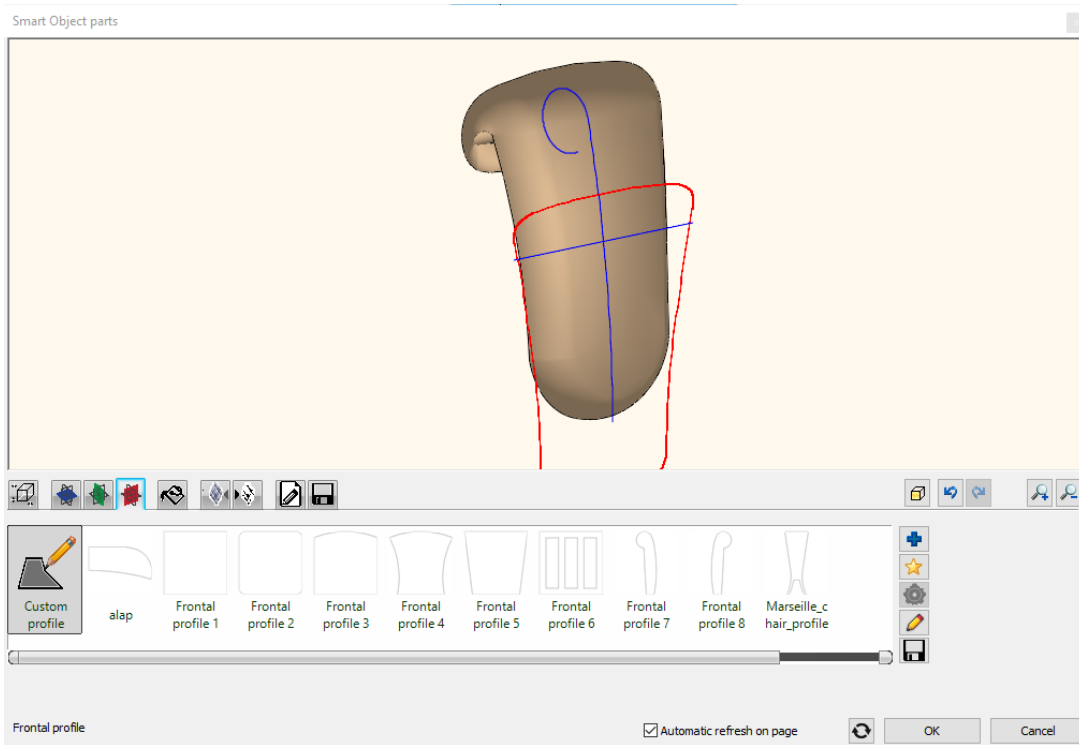 Smart Object parts
Custom
profile
alap
Frontal
profile 1
Frontal
profile 2
Frontal
profile 3
Frontal
profile 4
Frontal
profile 5
Frontal
profile 6
Frontal
profile 7
Frontal
profile 8
Marseille_c
hair_profile
Frontal profile
Automatic refresh on page
OK
Cancel